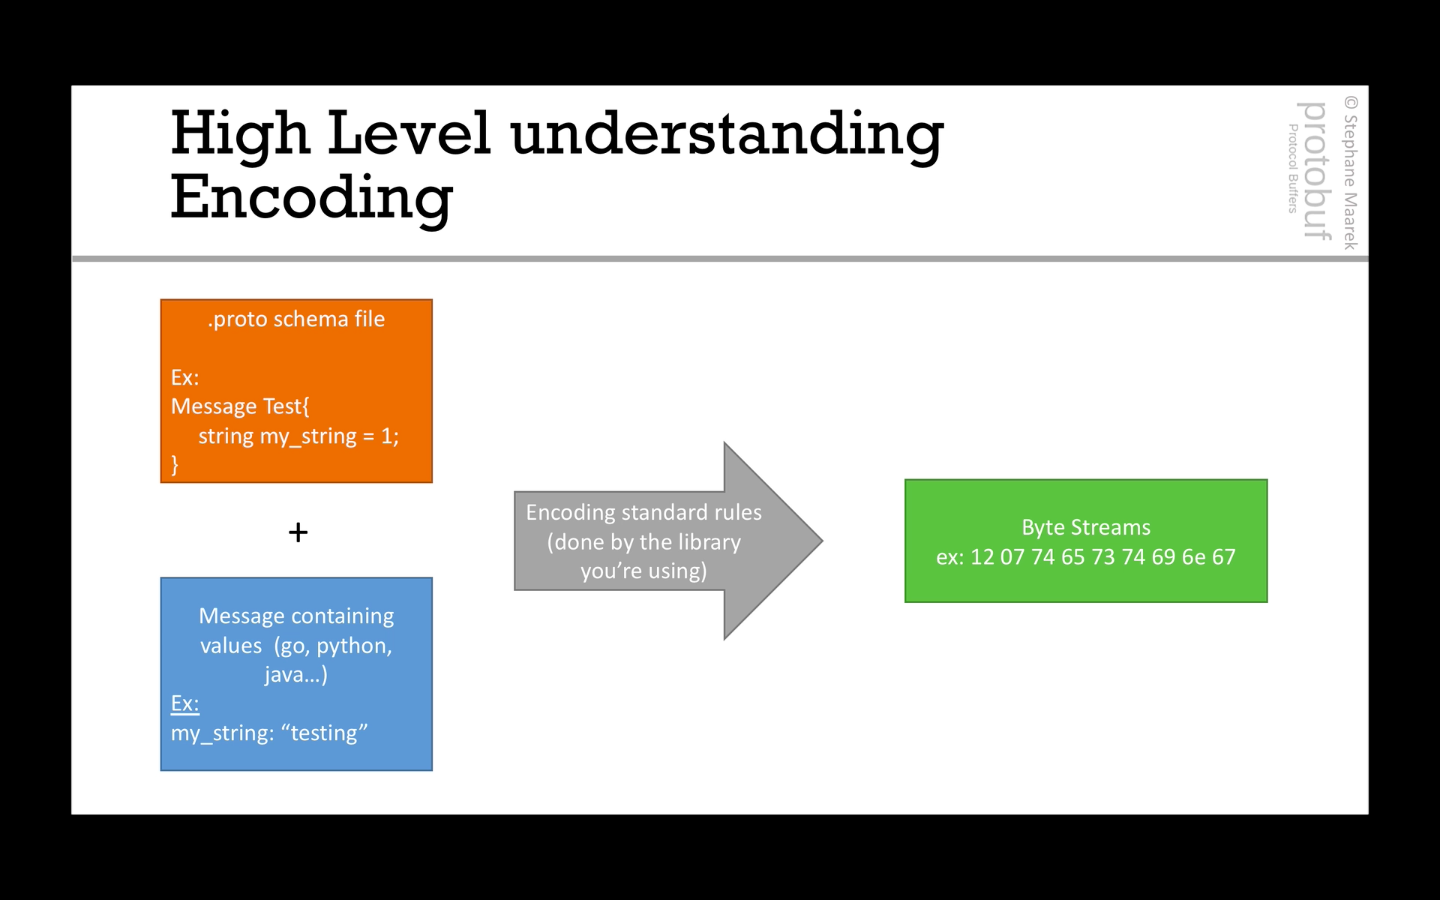 High Level understanding
Encoding
© Stephane Maarek
protobuf
Protocol Buffers
.proto schema file
Ex:
Message Test{
string my_string = 1;
}
+
Message containing
values  (go, python,
java…)
Ex:
my_string: “testing”
Encoding standard rules
(done by the library
you’re using)
Byte Streams
ex: 12 07 74 65 73 74 69 6e 67